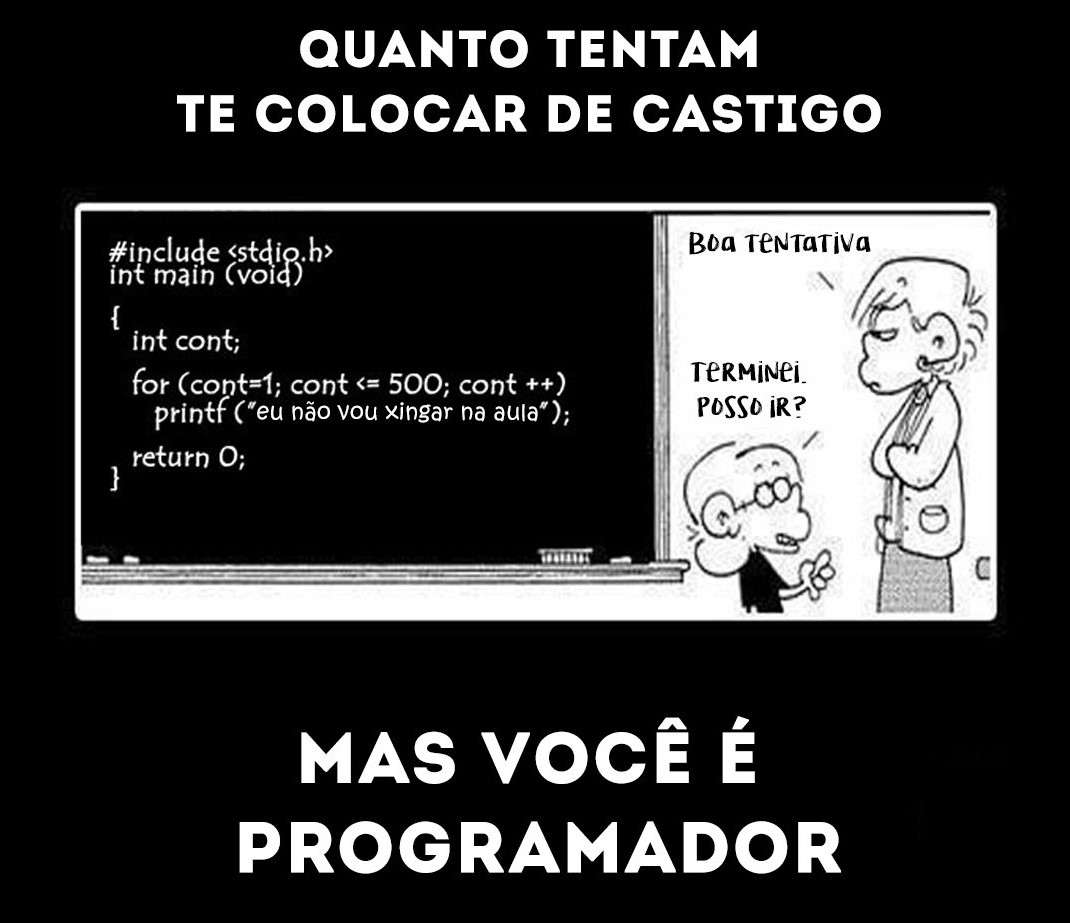 QUANTO TENTAM
TE COLOCAR DE CASTIGO
#include <stdio.h>
int main (void)
{
int cont;
for (cont=1; cont <= 500; cont ++)
printf ("eu não vou xingar na aula");
return 0;
}
BOA TENTATIVA
TERMINEI.
POSSO IR?
MAS VOCÊ É
PROGRAMADOR